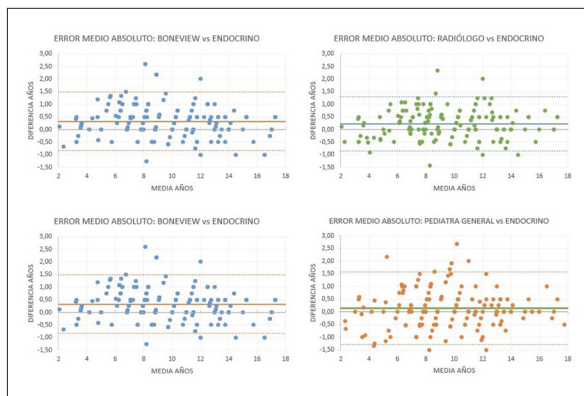 ERROR MEDIO ABSOLUTO: BONEVIEW vs ENDOCRINO
DIFERENCIA AÑOS
3,00
2,50
2,00
1,50
1,00
0,50
0,00
-0,50
-1,00
-1,50
2 4 6 8 10 12 14 16 18
MEDIA AÑOS
ERROR MEDIO ABSOLUTO: RADIÓLOGO vs ENDOCRINO
DIFERENCIA AÑOS
3,00
2,50
2,00
1,50
1,00
0,50
0,00
-0,50
-1,00
-1,50
2 4 6 8 10 12 14 16 18
MEDIA AÑOS
ERROR MEDIO ABSOLUTO: BONEVIEW vs ENDOCRINO
DIFERENCIA AÑOS
3,00
2,50
2,00
1,50
1,00
0,50
0,00
-0,50
-1,00
-1,50
2 4 6 8 10 12 14 16 18
MEDIA AÑOS
ERROR MEDIO ABSOLUTO: PEDIATRA GENERAL vs ENDOCRINO
DIFERENCIA AÑOS
3,00
2,50
2,00
1,50
1,00
0,50
0,00
-0,50
-1,00
-1,50
2 4 6 8 10 12 14 16 18
MEDIA AÑOS